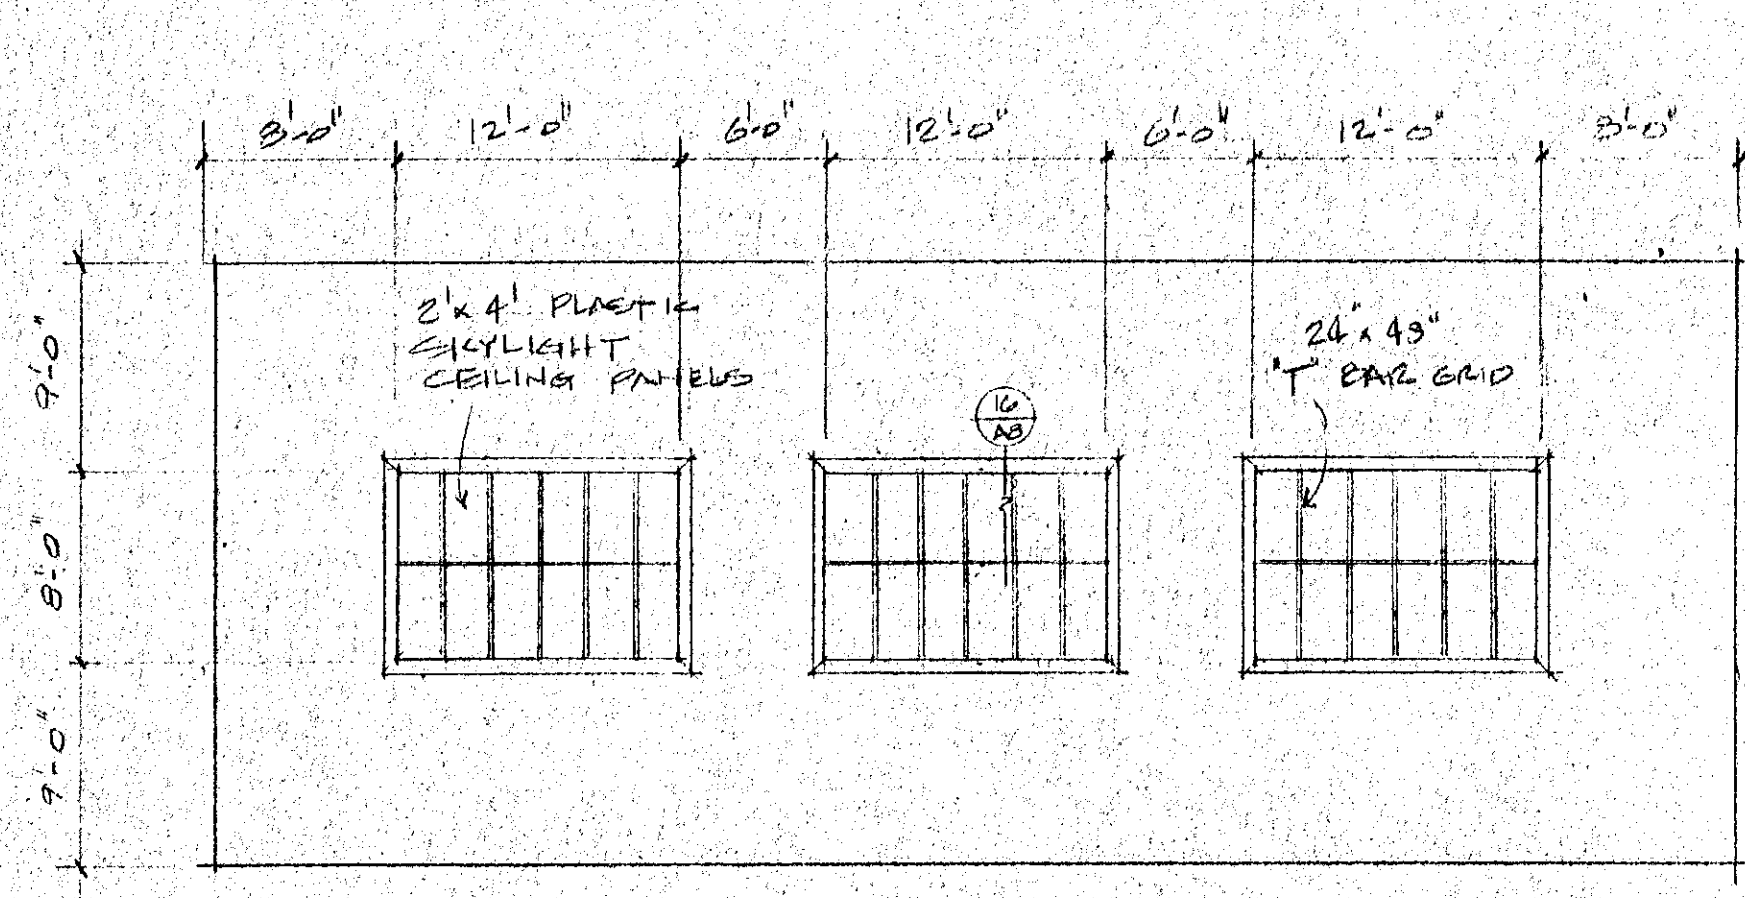 8'-0" 12'-0" 6'-0" 12'-0" 6'-0" 12'-0" 8'-0"
2' x 4' PLASTIC
SKYLIGHT
CEILING PANELS
24" x 48"
"T" BAR GRID
16
A8
9'-0"
8'-0"
9'-0"